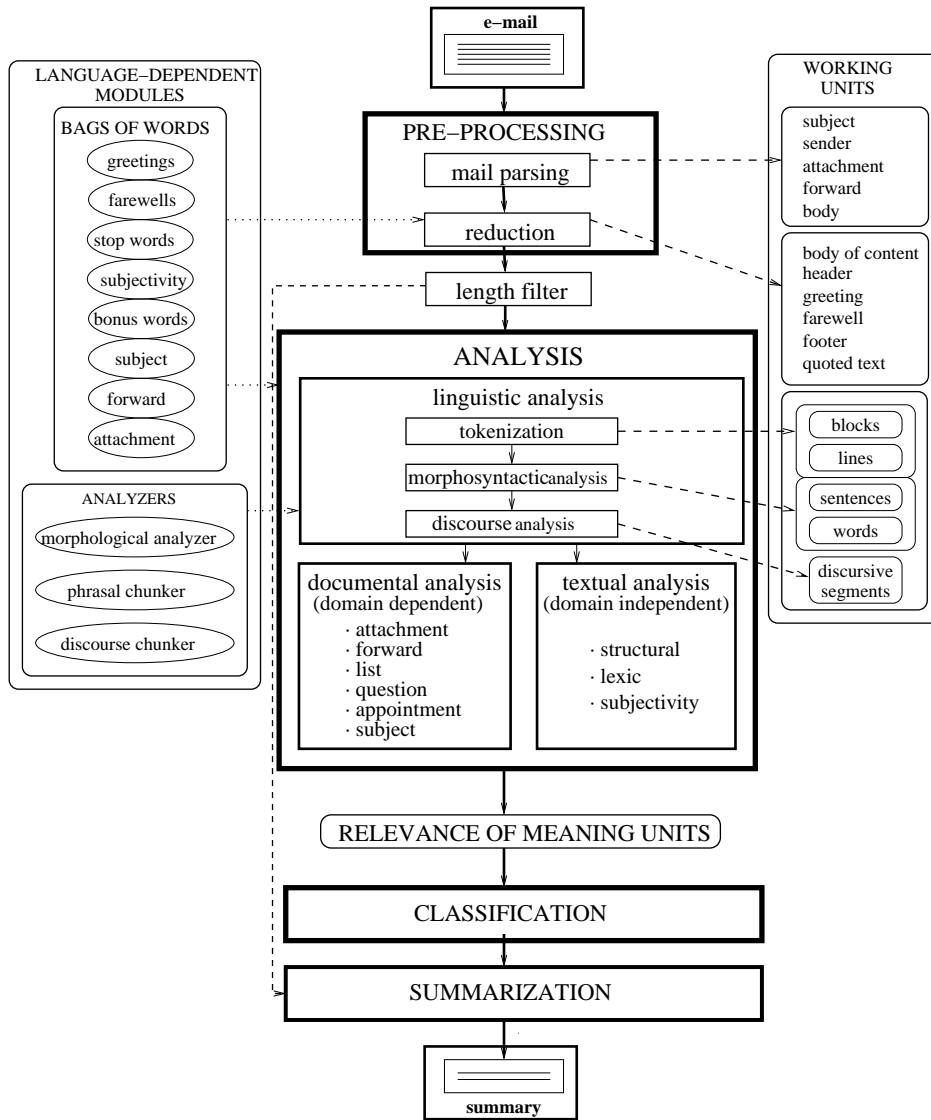 e−mail
LANGUAGE−DEPENDENT
MODULES
BAGS OF WORDS
greetings
farewells
stop words
subjectivity
bonus words
subject
forward
attachment
ANALYZERS
morphological analyzer
phrasal chunker
discourse chunker
PRE−PROCESSING
mail parsing
reduction
length filter
ANALYSIS
linguistic analysis
tokenization
morphosyntactic analysis
discourse analysis
documental analysis
(domain dependent)
· attachment
· forward
· list
· question
· appointment
· subject
textual analysis
(domain independent)
· structural
· lexic
· subjectivity
RELEVANCE OF MEANING UNITS
CLASSIFICATION
SUMMARIZATION
summary
WORKING
UNITS
subject
sender
attachment
forward
body
body of content
header
greeting
farewell
footer
quoted text
blocks
lines
sentences
words
discursive
segments